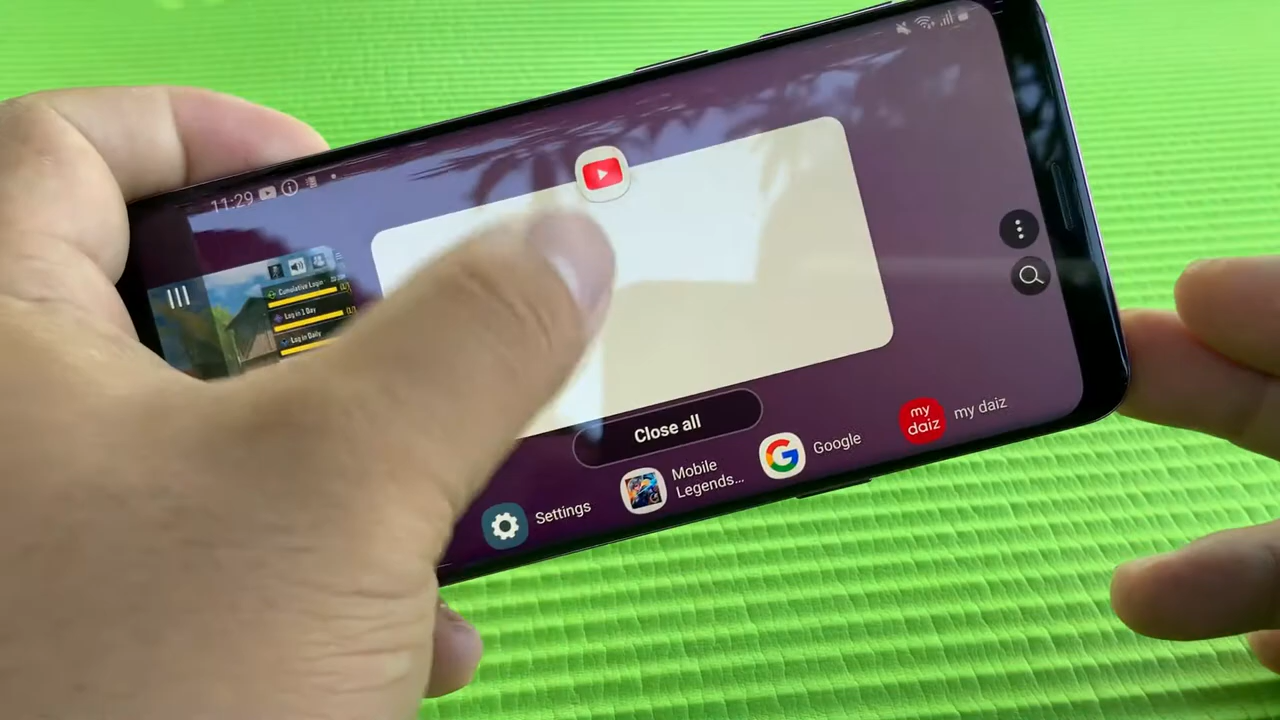 11:29
Cumulative Login
Log in 1 Day
Log in Daily
Close all
Settings
Mobile
Legends...
Google
my
daiz
my daiz